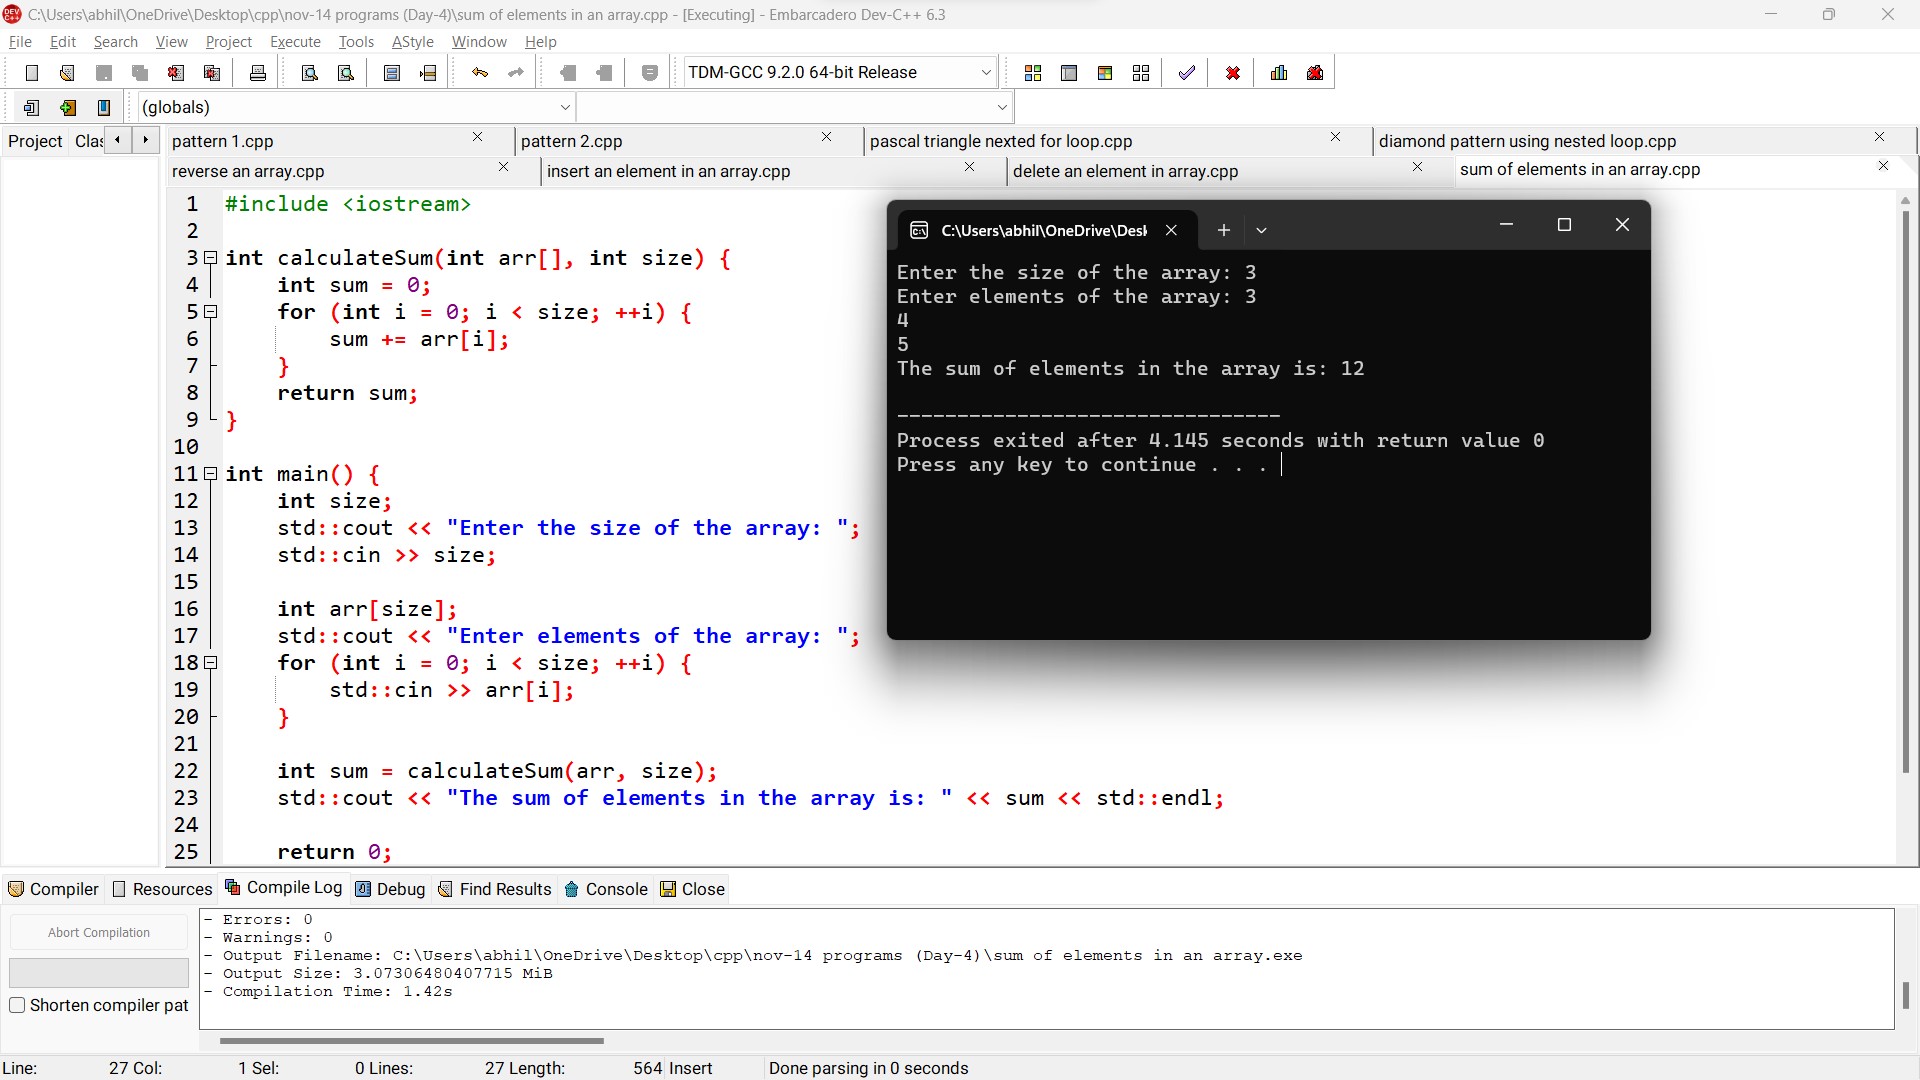 C:\Users\abhil\OneDrive\Desktop\cpp\nov-14 programs (Day-4)\sum of elements in an array.cpp - [Executing] - Embarcadero Dev-C++ 6.3
File Edit Search View Project Execute Tools AStyle Window Help
TDM-GCC 9.2.0 64-bit Release
(globals)
Project Clas
pattern 1.cpp pattern 2.cpp pascal triangle nexted for loop.cpp diamond pattern using nested loop.cpp
reverse an array.cpp insert an element in an array.cpp delete an element in array.cpp sum of elements in an array.cpp
1 #include <iostream>
2
3 int calculateSum(int arr[], int size) {
4     int sum = 0;
5     for (int i = 0; i < size; ++i) {
6         sum += arr[i];
7     }
8     return sum;
9 }
10
11 int main() {
12     int size;
13     std::cout << "Enter the size of the array: ";
14     std::cin >> size;
15
16     int arr[size];
17     std::cout << "Enter elements of the array: ";
18     for (int i = 0; i < size; ++i) {
19         std::cin >> arr[i];
20     }
21
22     int sum = calculateSum(arr, size);
23     std::cout << "The sum of elements in the array is: " << sum << std::endl;
24
25     return 0;
C:\Users\abhil\OneDrive\Desk
Enter the size of the array: 3
Enter elements of the array: 3
4
5
The sum of elements in the array is: 12
--------------------------------
Process exited after 4.145 seconds with return value 0
Press any key to continue . . .
Compiler Resources Compile Log Debug Find Results Console Close
Abort Compilation
Shorten compiler pat
- Errors: 0
- Warnings: 0
- Output Filename: C:\Users\abhil\OneDrive\Desktop\cpp\nov-14 programs (Day-4)\sum of elements in an array.exe
- Output Size: 3.07306480407715 MiB
- Compilation Time: 1.42s
Line: 27 Col: 1 Sel: 0 Lines: 27 Length: 564 Insert Done parsing in 0 seconds